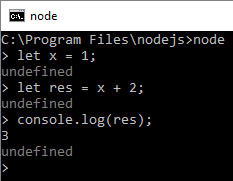 node
C:\Program Files\nodejs>node
> let x = 1;
undefined
> let res = x + 2;
undefined
> console.log(res);
3
undefined
>